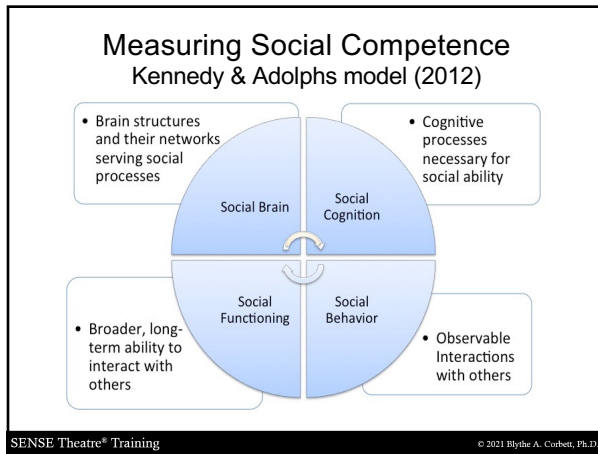 Measuring Social Competence
Kennedy & Adolphs model (2012)
• Brain structures
and their networks
serving social
processes
• Cognitive
processes
necessary for
social ability
Social Brain
Social
Cognition
Social
Functioning
Social
Behavior
• Broader, long-
term ability to
interact with
others
• Observable
Interactions
with others
SENSE Theatre® Training
© 2021 Blythe A. Corbett, Ph.D.